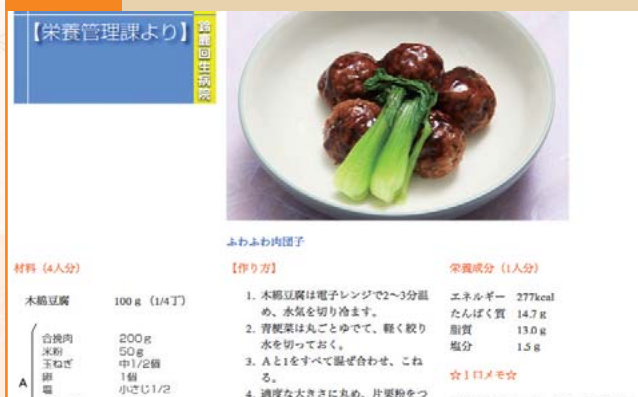 【栄養管理課より】
鈴鹿回生病院
ふわふわ肉団子
材料（4人分）
木綿豆腐 100g（1/4丁）
A
合挽肉 200g
米粉 50g
玉ねぎ 中1/2個
卵 1個
塩 小さじ1/2
【作り方】
1. 木綿豆腐は電子レンジで2〜3分温
め、水気を切り冷ます。
2. 青梗菜は丸ごとゆでて、軽く絞り
水を切っておく。
3. Aと1をすべて混ぜ合わせ、こね
る。
4. 適度な大きさに丸め、片栗粉をつ
栄養成分（1人分）
エネルギー 277kcal
たんぱく質 14.7g
脂質 13.0g
塩分 1.5g
☆1口メモ☆